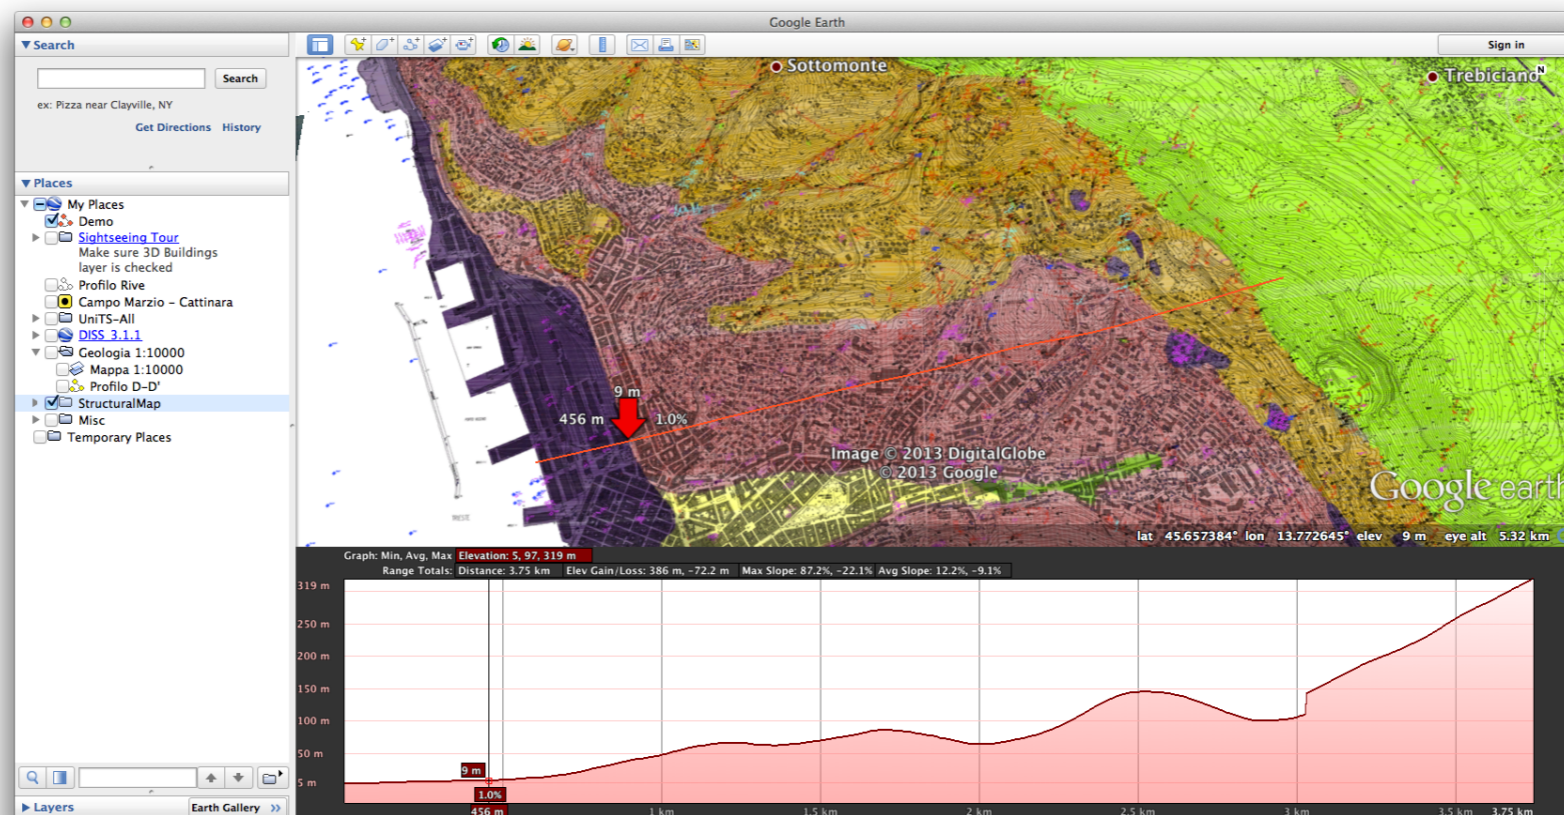 Google Earth
Search
Search
ex: Pizza near Clayville, NY
Get Directions History
Places
My Places
Demo
Sightseeing Tour
Make sure 3D Buildings
layer is checked
Profilo Rive
Campo Marzio - Cattinara
UniTS-All
DISS 3.1.1
Geologia 1:10000
Mappa 1:10000
Profilo D-D'
StructuralMap
Misc
Temporary Places
Layers
Earth Gallery >>
Sign in
Sottomonte
Trebiciano
N
9 m
456 m 1.0%
Image © 2013 DigitalGlobe
© 2013 Google
Google earth
TRIESTE
lat 45.657384° lon 13.772645° elev 9 m eye alt 5.32 km
Graph: Min, Avg, Max Elevation: 5, 97, 319 m
Range Totals: Distance: 3.75 km Elev Gain/Loss: 386 m, -72.2 m Max Slope: 87.2%, -22.1% Avg Slope: 12.2%, -9.1%
319 m
250 m
200 m
150 m
100 m
50 m
5 m
9 m
1.0%
456 m 1 km 1.5 km 2 km 2.5 km 3 km 3.5 km 3.75 km